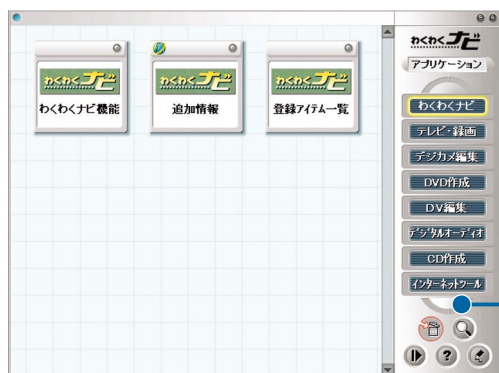 わくわくナビ
わくわくナビ機能
わくわくナビ
追加情報
わくわくナビ
登録アイテム一覧
わくわくナビ
アプリケーション
わくわくナビ
テレビ・録画
デジカメ編集
DVD作成
DV編集
デジタルオーディオ
CD作成
インターネットツール
?